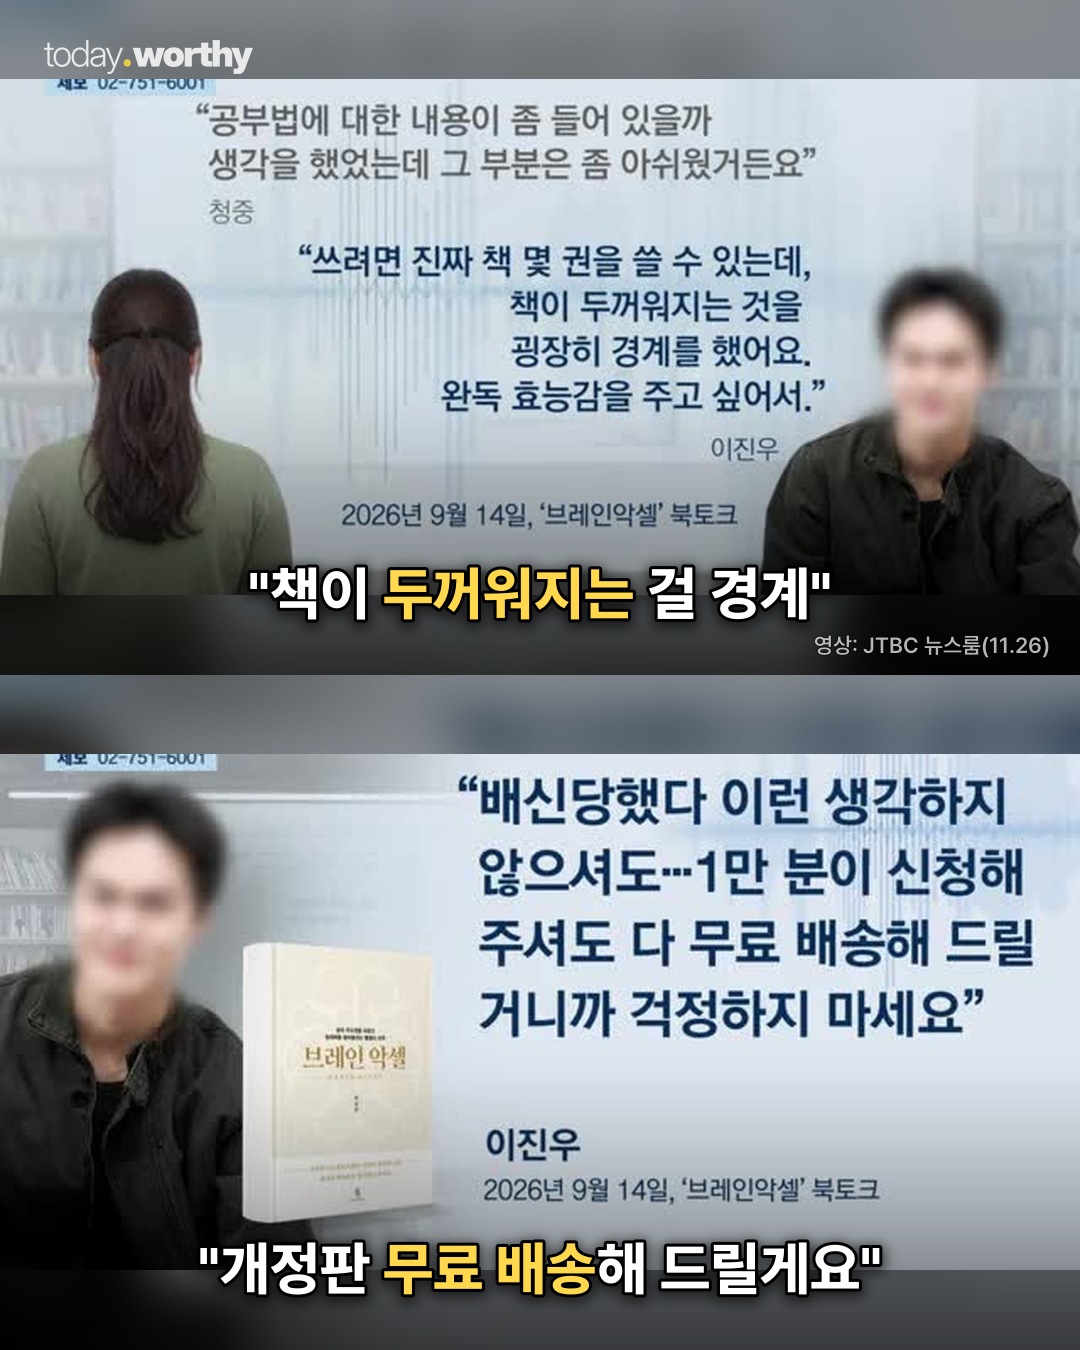 today.worthy
제보 02-751-6001
“공부법에 대한 내용이 좀 들어 있을까
생각을 했었는데 그 부분은 좀 아쉬웠거든요”
청중
“쓰려면 진짜 책 몇 권을 쓸 수 있는데,
책이 두꺼워지는 것을
굉장히 경계를 했어요.
완독 효능감을 주고 싶어서.”
이진우
2026년 9월 14일, ‘브레인악셀’ 북토크
"책이 두꺼워지는 걸 경계"
영상: JTBC 뉴스룸(11.26)
제보 02-751-6001
“배신당했다 이런 생각하지
않으셔도…1만 분이 신청해
주셔도 다 무료 배송해 드릴
거니까 걱정하지 마세요”
브레인 악셀
이진우
2026년 9월 14일, ‘브레인악셀’ 북토크
"개정판 무료 배송해 드릴게요"